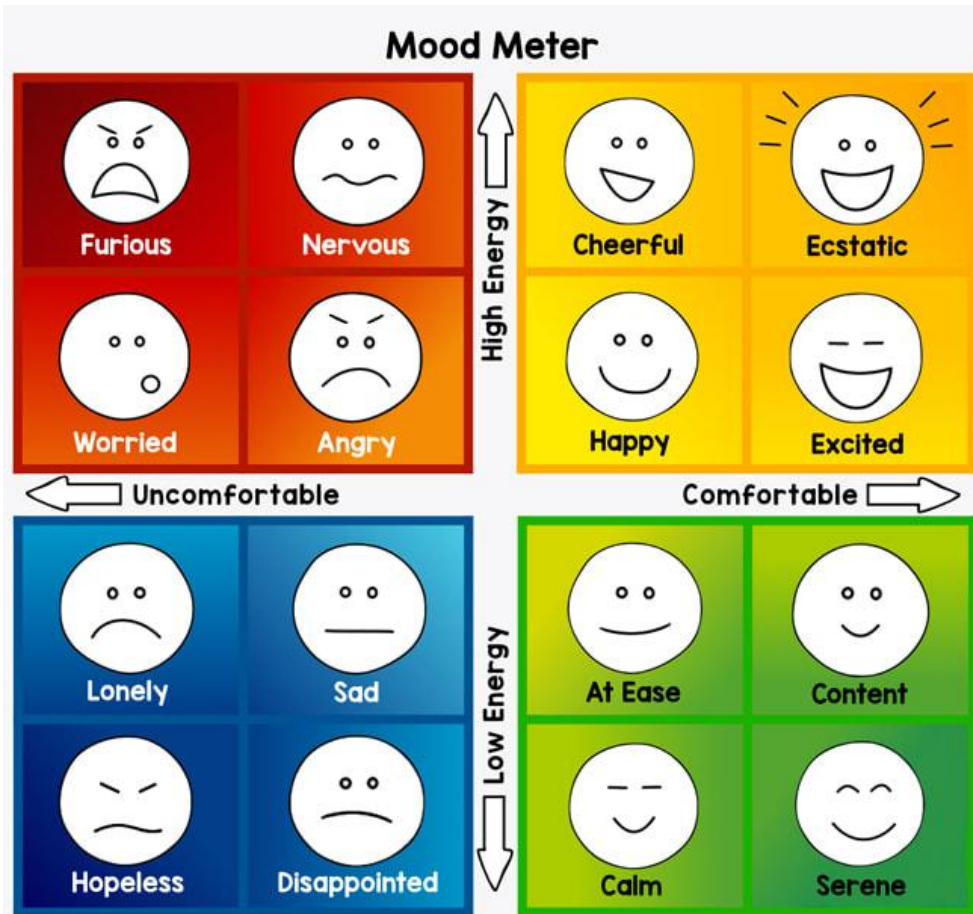 Mood Meter
Furious
Nervous
Cheerful
Ecstatic
High Energy
Worried
Angry
Happy
Excited
Uncomfortable
Comfortable
Lonely
Sad
At Ease
Content
Low Energy
Hopeless
Disappointed
Calm
Serene